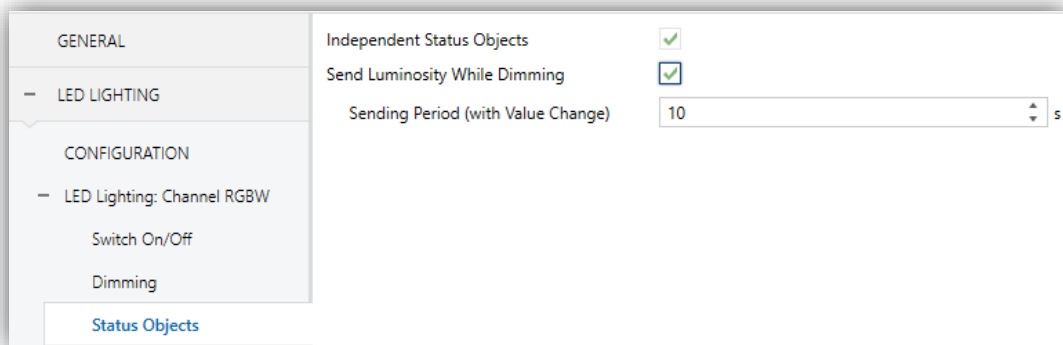 GENERAL
LED LIGHTING
CONFIGURATION
LED Lighting: Channel RGBW
Switch On/Off
Dimming
Status Objects
Independent Status Objects
Send Luminosity While Dimming
Sending Period (with Value Change) 10 s